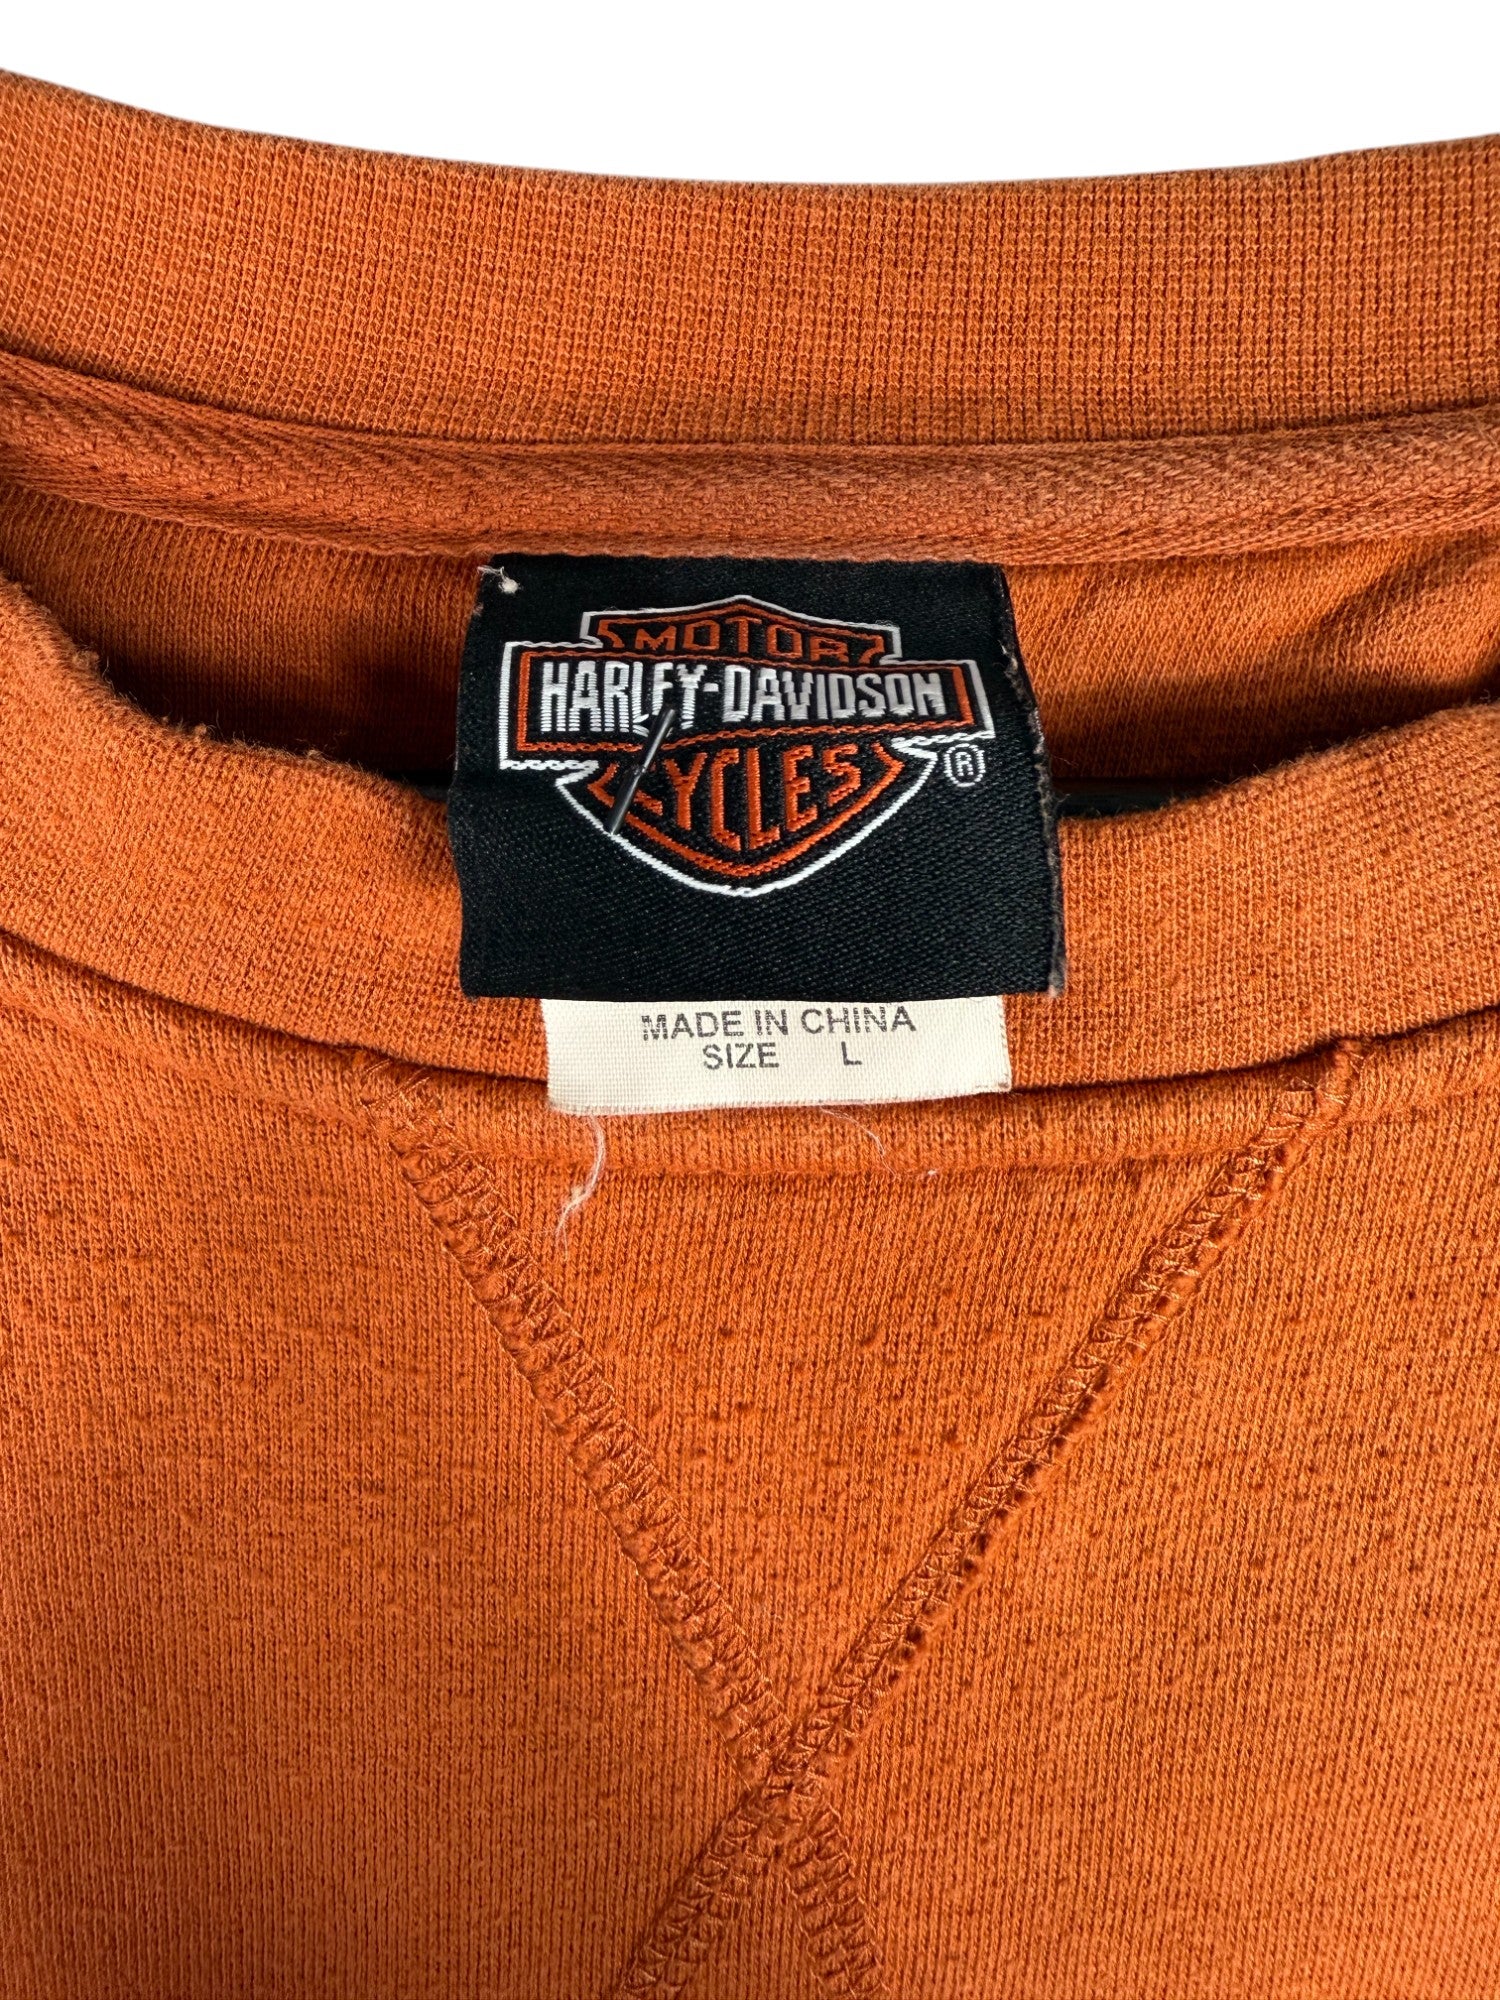 MOTOR
HARLEY-DAVIDSON
CYCLES
®
MADE IN CHINA
SIZE L